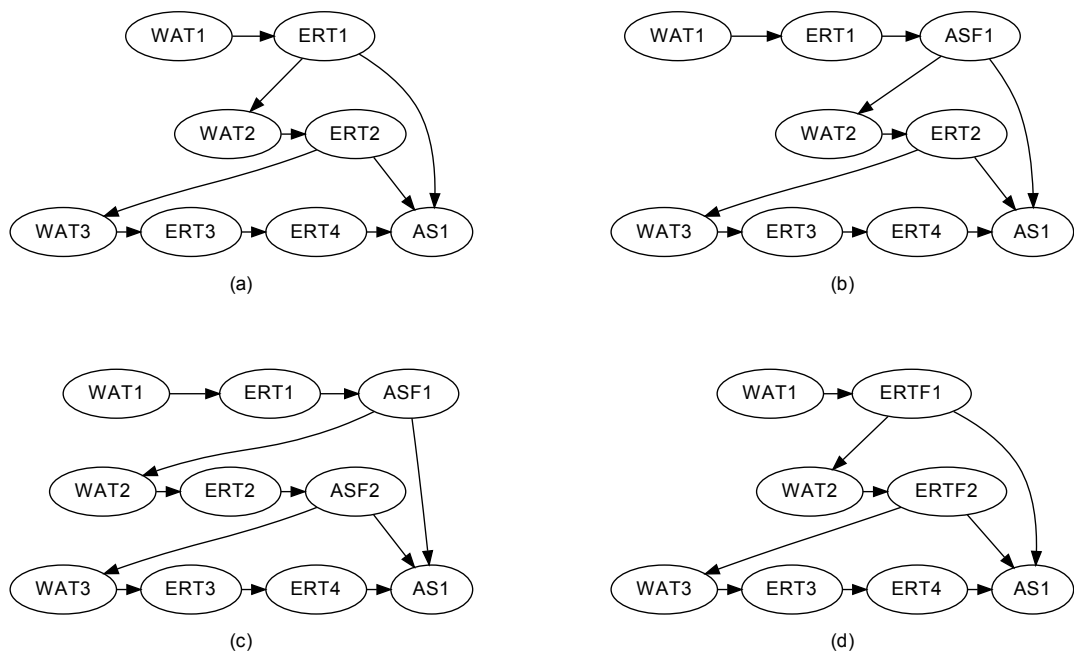 WAT1 ERT1
WAT2 ERT2
WAT3 ERT3 ERT4 AS1
(a)
WAT1 ERT1 ASF1
WAT2 ERT2
WAT3 ERT3 ERT4 AS1
(b)
WAT1 ERT1 ASF1
WAT2 ERT2 ASF2
WAT3 ERT3 ERT4 AS1
(c)
WAT1 ERTF1
WAT2 ERTF2
WAT3 ERT3 ERT4 AS1
(d)